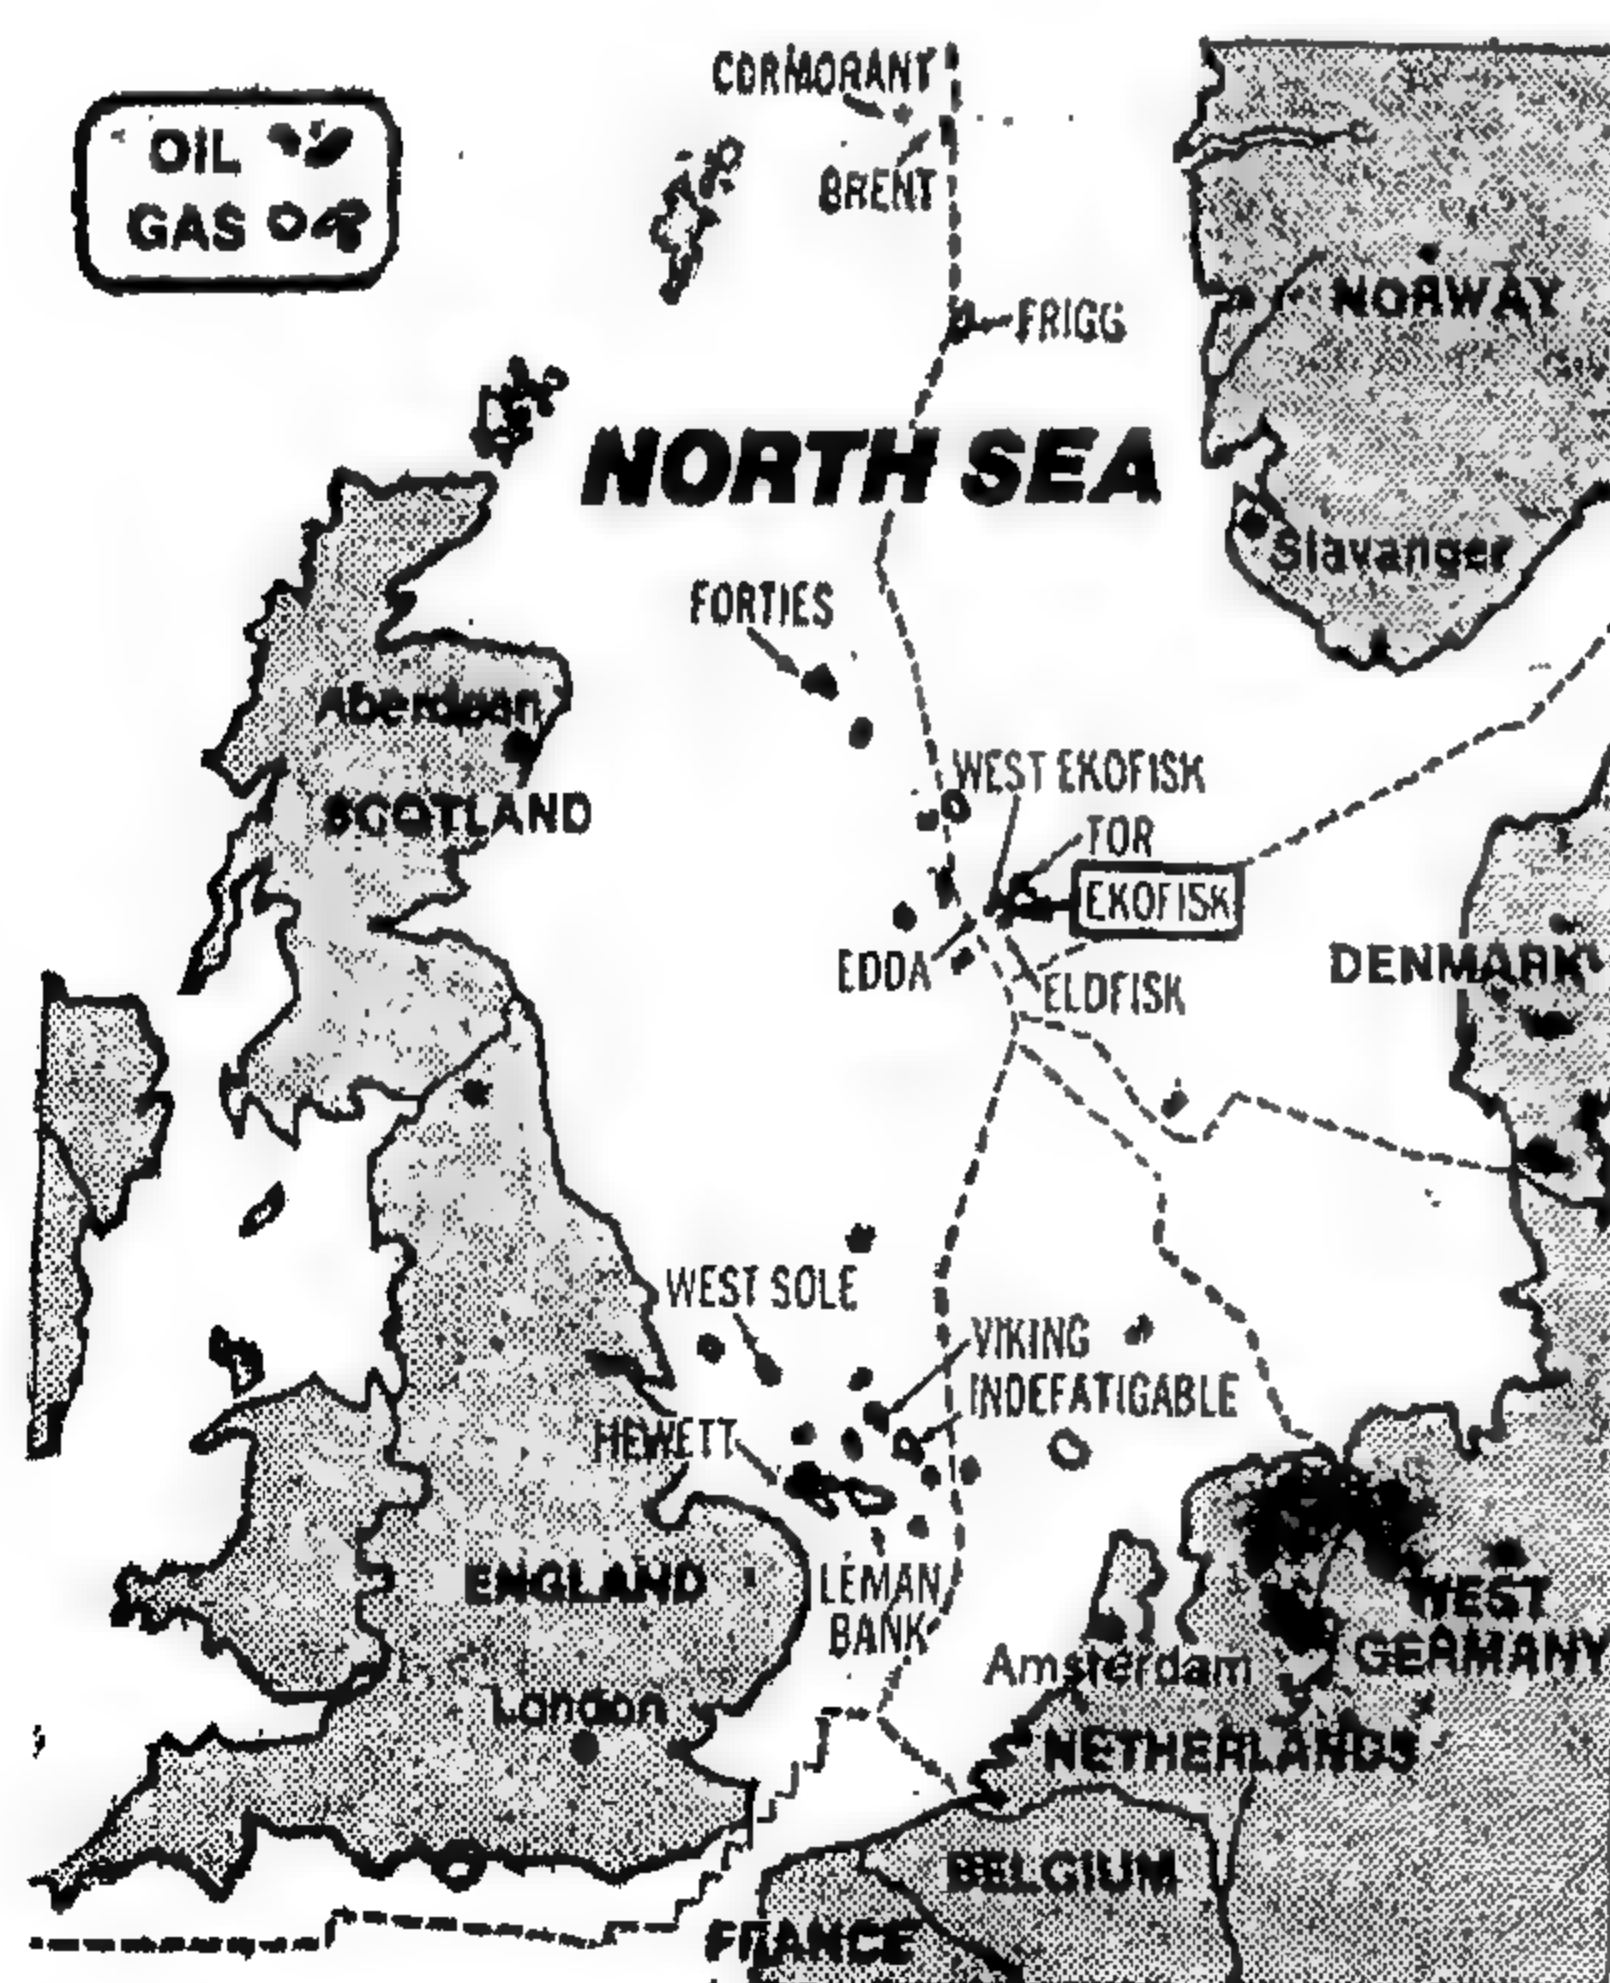 CORMORANT
OIL
BRENT
GAS
NORWAY
FRIGG
NORTH SEA
Stavanger
FORTIES
Aberdeen
WEST EKOFISK
SCOTLAND
TOR
EKOFISK
EDDA
DENMARK
ELDFISK
WEST SOLE
VIKING
INDEFATIGABLE
HEWETT
ENGLAND
LEMAN
BANK
WEST
GERMANY
Amsterdam
London
NETHERLANDS
BELGIUM
FRANCE